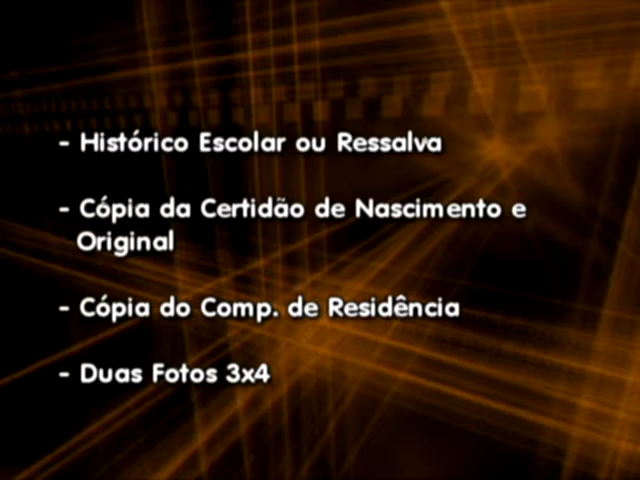 - Histórico Escolar ou Ressalva
- Cópia da Certidão de Nascimento e
Original
- Cópia do Comp. de Residência
- Duas Fotos 3x4